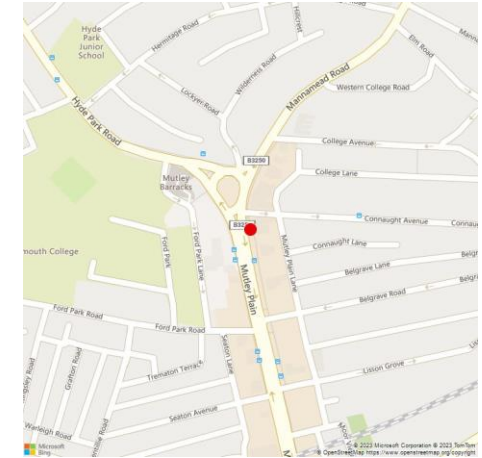 Hyde
Park
Junior
School
Hermitage Road
Hillcrest
Elm Road
Wilderness Road
Lockyer Road
Mannamead Road
Western College Road
Hyde Park Road
College Avenue
B3250
College Lane
Mutley
Barracks
Connaught Avenue
Ford Park
Ford Park Lane
mouth College
Mutley Plain
Mutley Plain Lane
Connaught Lane
Belgrave Lane
Belgrave Road
Ford Park Road
Ford Park Road
Seaton Lane
Trematon Terrace
Lisson Grove
Grafton Road
Seaton Avenue
Warleigh Road
Microsoft
Bing
© 2023 Microsoft Corporation © 2023 TomTom
© OpenStreetMap https://www.openstreetmap.org/copyright